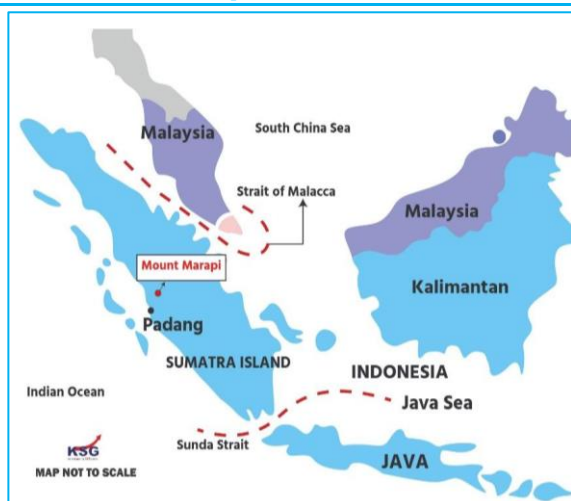 Malaysia
South China Sea
Strait of Malacca
Malaysia
Mount Marapi
Kalimantan
Padang
SUMATRA ISLAND
INDONESIA
Indian Ocean
Java Sea
Sunda Strait
KSG
JAVA
MAP NOT TO SCALE